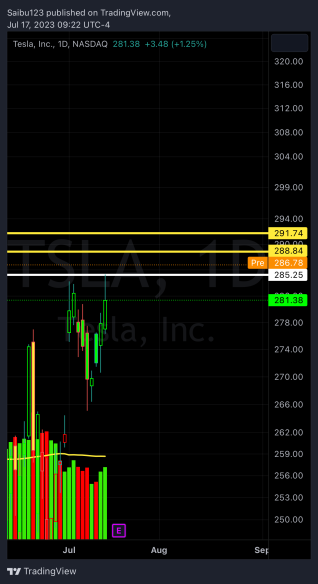 Saibu123 published on TradingView.com,
Jul 17, 2023 09:22 UTC-4
Tesla, Inc., 1D, NASDAQ 281.38 +3.48 (+1.25%)
320.00
316.00
312.00
308.00
304.00
299.00
294.00
291.74
290.00
288.84
Pre 286.78
285.25
281.38
278.00
274.00
270.00
266.00
262.00
259.00
256.00
253.00
250.00
TSLA, 1D
Tesla, Inc.
E
Jul Aug Sep
TradingView